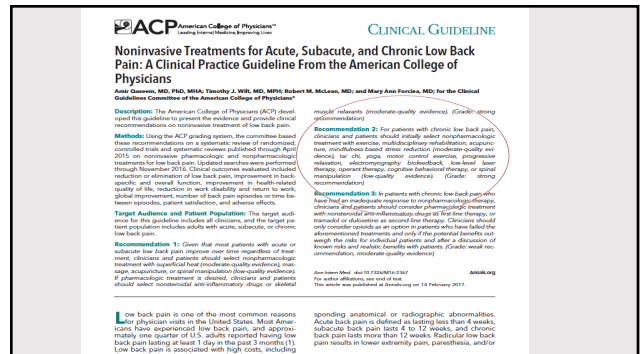 ACP American College of Physicians™
Leading Internal Medicine, Improving Lives
CLINICAL GUIDELINE
Noninvasive Treatments for Acute, Subacute, and Chronic Low Back
Pain: A Clinical Practice Guideline From the American College of
Physicians
Amir Qaseem, MD, PhD, MHA; Timothy J. Wilt, MD, MPH; Robert M. McLean, MD; and Mary Ann Forciea, MD; for the Clinical
Guidelines Committee of the American College of Physicians*
Description: The American College of Physicians (ACP) devel-
oped this guideline to present the evidence and provide clinical
recommendations on noninvasive treatment of low back pain.
Methods: Using the ACP grading system, the committee based
these recommendations on a systematic review of randomized,
controlled trials and systematic reviews published through April
2015 on noninvasive pharmacologic and nonpharmacologic
treatments for low back pain. Updated searches were performed
through November 2016. Clinical outcomes evaluated included
reduction or elimination of low back pain, improvement in back-
specific and overall function, improvement in health-related
quality of life, reduction in work disability and return to work,
global improvement, number of back pain episodes or time be-
tween episodes, patient satisfaction, and adverse effects.
Target Audience and Patient Population: The target audi-
ence for this guideline includes all clinicians, and the target pa-
tient population includes adults with acute, subacute, or chronic
low back pain.
Recommendation 1: Given that most patients with acute or
subacute low back pain improve over time regardless of treat-
ment, clinicians and patients should select nonpharmacologic
treatment with superficial heat (moderate-quality evidence), mas-
sage, acupuncture, or spinal manipulation (low-quality evidence).
If pharmacologic treatment is desired, clinicians and patients
should select nonsteroidal anti-inflammatory drugs or skeletal
muscle relaxants (moderate-quality evidence). (Grade: strong
recommendation)
Recommendation 2: For patients with chronic low back pain,
clinicians and patients should initially select nonpharmacologic
treatment with exercise, multidisciplinary rehabilitation, acupunc-
ture, mindfulness-based stress reduction (moderate-quality evi-
dence), tai chi, yoga, motor control exercise, progressive
relaxation, electromyography biofeedback, low-level laser
therapy, operant therapy, cognitive behavioral therapy, or spinal
manipulation (low-quality evidence). (Grade: strong
recommendation)
Recommendation 3: In patients with chronic low back pain who
have had an inadequate response to nonpharmacologic therapy,
clinicians and patients should consider pharmacologic treatment
with nonsteroidal anti-inflammatory drugs as first-line therapy, or
tramadol or duloxetine as second-line therapy. Clinicians should
only consider opioids as an option in patients who have failed the
aforementioned treatments and only if the potential benefits out-
weigh the risks for individual patients and after a discussion of
known risks and realistic benefits with patients. (Grade: weak rec-
ommendation, moderate-quality evidence)
Ann Intern Med. doi:10.7326/M16-2367 Annals.org
For author affiliations, see end of text.
This article was published at Annals.org on 14 February 2017.
Low back pain is one of the most common reasons
for physician visits in the United States. Most Amer-
icans have experienced low back pain, and approxi-
mately one quarter of U.S. adults reported having low
back pain lasting at least 1 day in the past 3 months (1).
Low back pain is associated with high costs, including
sponding anatomical or radiographic abnormalities.
Acute back pain is defined as lasting less than 4 weeks,
subacute back pain lasts 4 to 12 weeks, and chronic
back pain lasts more than 12 weeks. Radicular low back
pain results in lower extremity pain, paresthesia, and/or